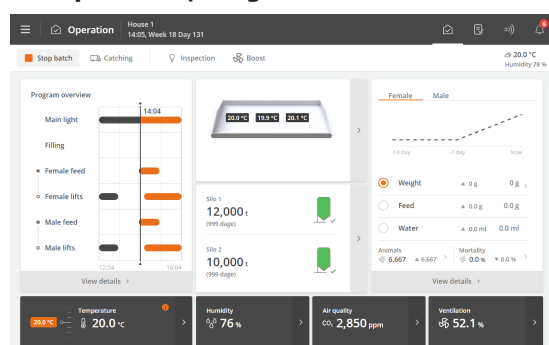 Operation
House 1
14:05, Week 18 Day 131
6
Stop batch
Catching
Inspection
Boost
20.0 °C
Humidity 78 %
Program overview
14:04
Main light
Filling
Female feed
Female lifts
Male feed
Male lifts
12:04
16:04
View details
20.0 °C
19.9 °C
20.1 °C
Silo 1
12,000 t
(999 dage)
Silo 2
10,000 t
(999 dage)
Female
Male
-14 day
-7 day
Now
Weight
0 g
0 g
Feed
0.0 g
0.0 g
Water
0.0 ml
0.0 ml
Animals
6,667
6,667
Mortality
0.0 %
0.0 %
View details
20.0 °C
Temperature
20.0 °C
Humidity
76 %
Air quality
CO₂ 2,850 ppm
Ventilation
52.1 %